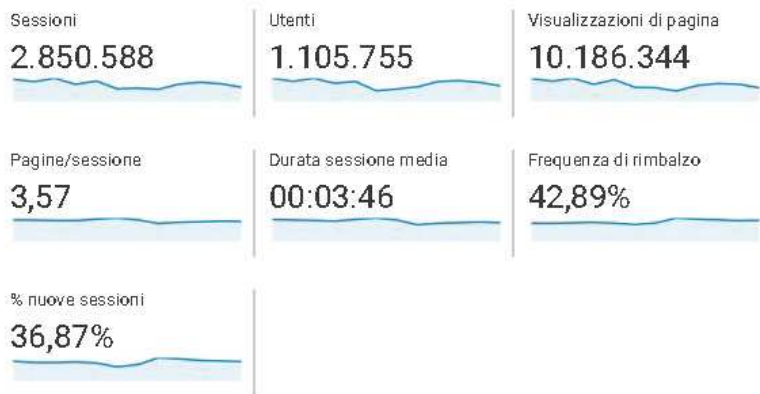 Sessioni
2.850.588
Utenti
1.105.755
Visualizzazioni di pagina
10.186.344
Pagine/sessione
3,57
Durata sessione media
00:03:46
Frequenza di rimbalzo
42,89%
% nuove sessioni
36,87%